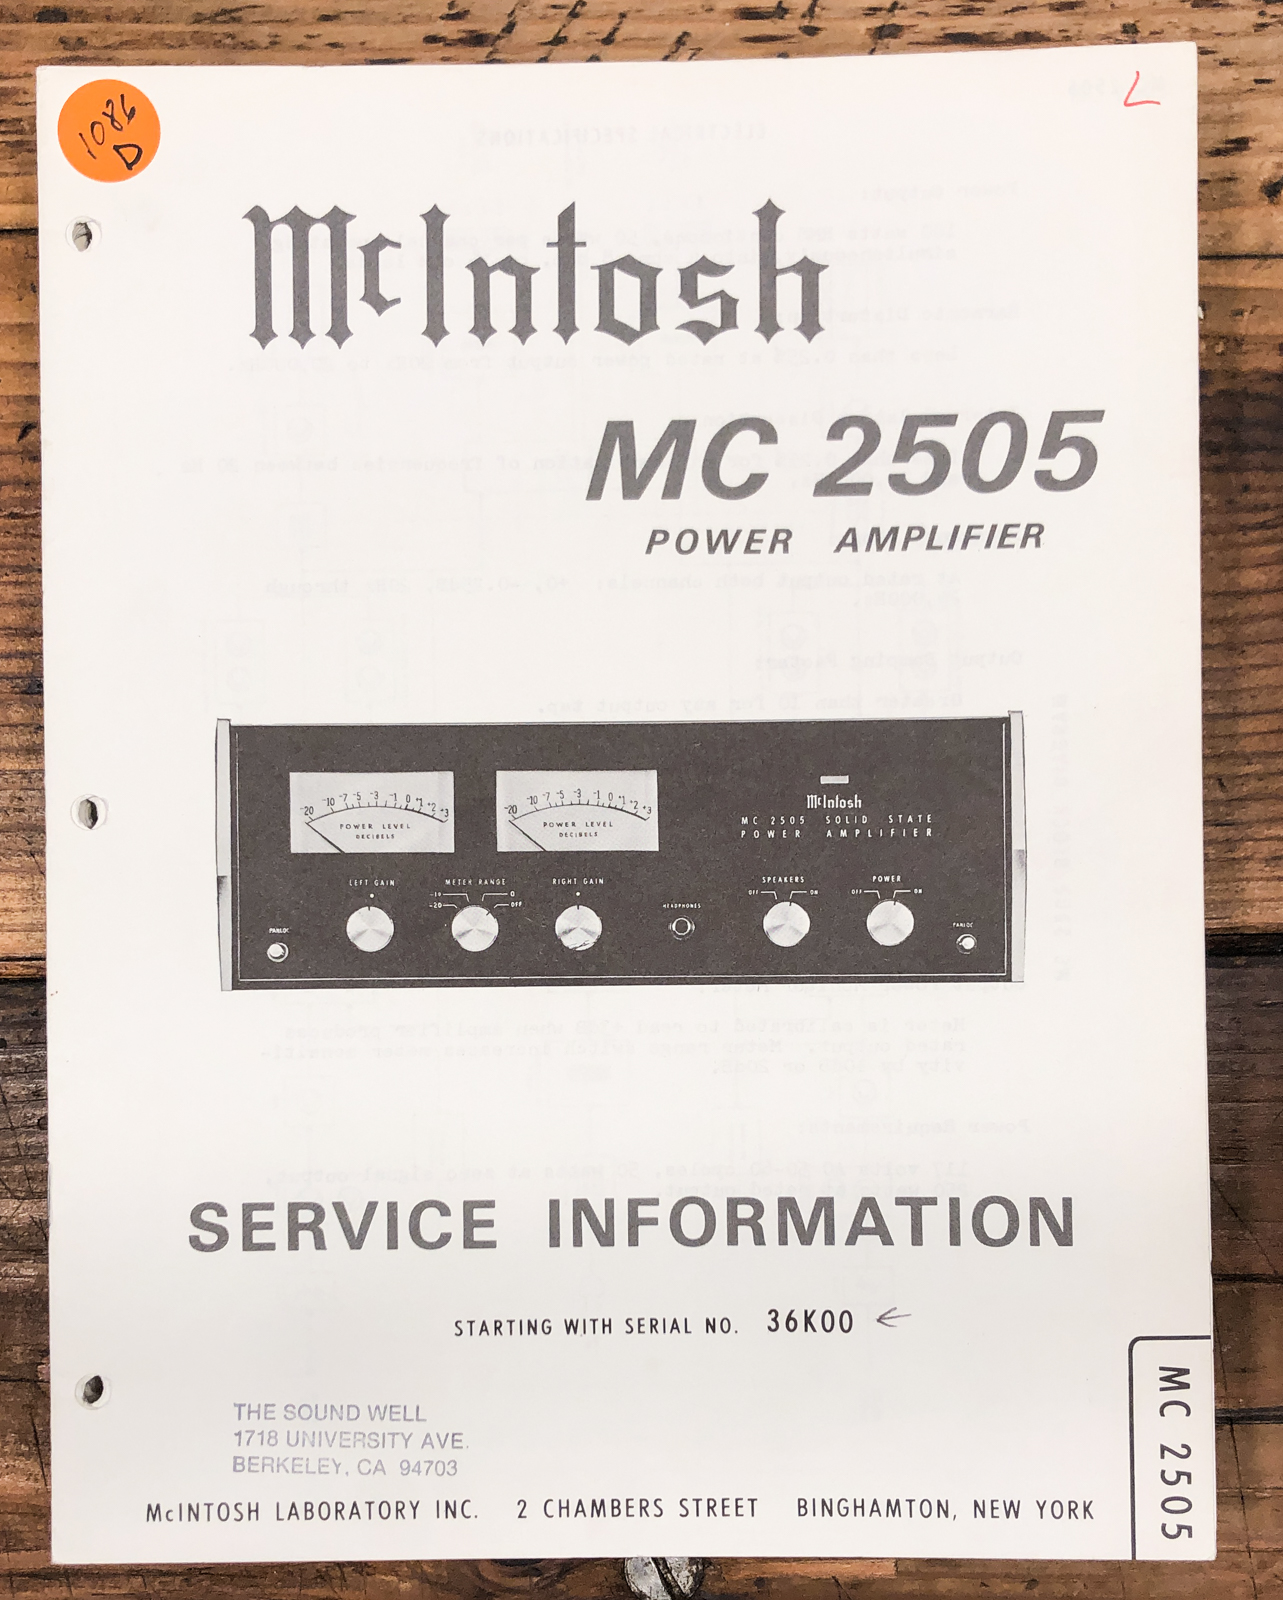 1086
D
L
McIntosh
MC 2505
POWER AMPLIFIER
-20 -10 -7 -5 -3 -1 0 +1 +2 +3
POWER LEVEL
DECIBELS
-20 -10 -7 -5 -3 -1 0 +1 +2 +3
POWER LEVEL
DECIBELS
McIntosh
MC 2505 SOLID STATE
POWER AMPLIFIER
LEFT GAIN
METER RANGE
-10 0
-20 OFF
RIGHT GAIN
HEADPHONES
SPEAKERS
OFF ON
POWER
OFF ON
PANLOC
PANLOC
SERVICE INFORMATION
STARTING WITH SERIAL NO. 36K00 ←
THE SOUND WELL
1718 UNIVERSITY AVE.
BERKELEY, CA 94703
McINTOSH LABORATORY INC. 2 CHAMBERS STREET BINGHAMTON, NEW YORK
MC 2505